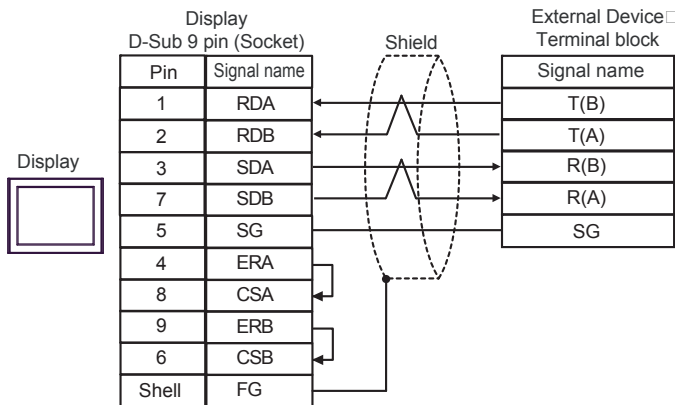 Display
D-Sub 9 pin (Socket)
Shield
External Device□
Terminal block
Pin Signal name
Signal name
1 RDA
T(B)
2 RDB
T(A)
Display
3 SDA
R(B)
7 SDB
R(A)
5 SG
SG
4 ERA
8 CSA
9 ERB
6 CSB
Shell FG